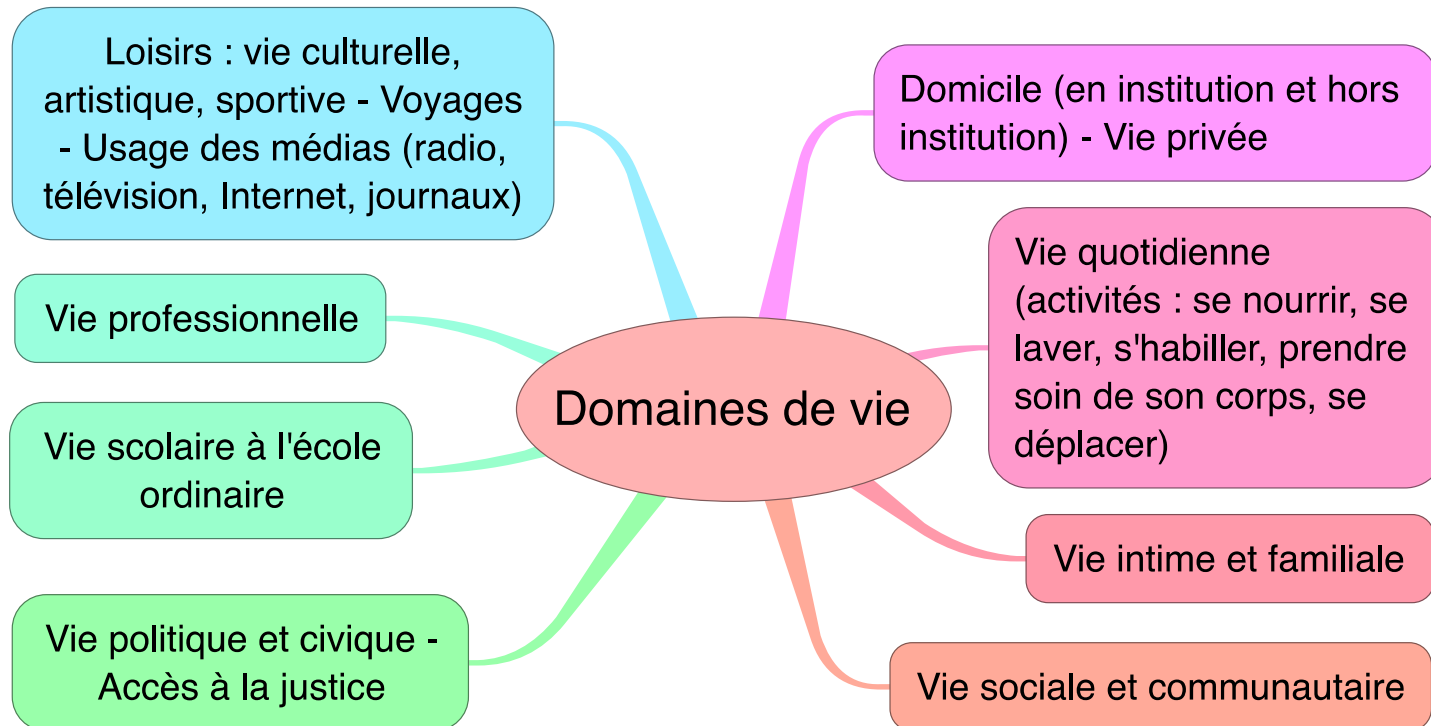 Loisirs : vie culturelle,
artistique, sportive - Voyages
- Usage des médias (radio,
télévision, Internet, journaux)
Vie professionnelle
Vie scolaire à l'école
ordinaire
Vie politique et civique -
Accès à la justice
Domaines de vie
Domicile (en institution et hors
institution) - Vie privée
Vie quotidienne
(activités : se nourrir, se
laver, s'habiller, prendre
soin de son corps, se
déplacer)
Vie intime et familiale
Vie sociale et communautaire